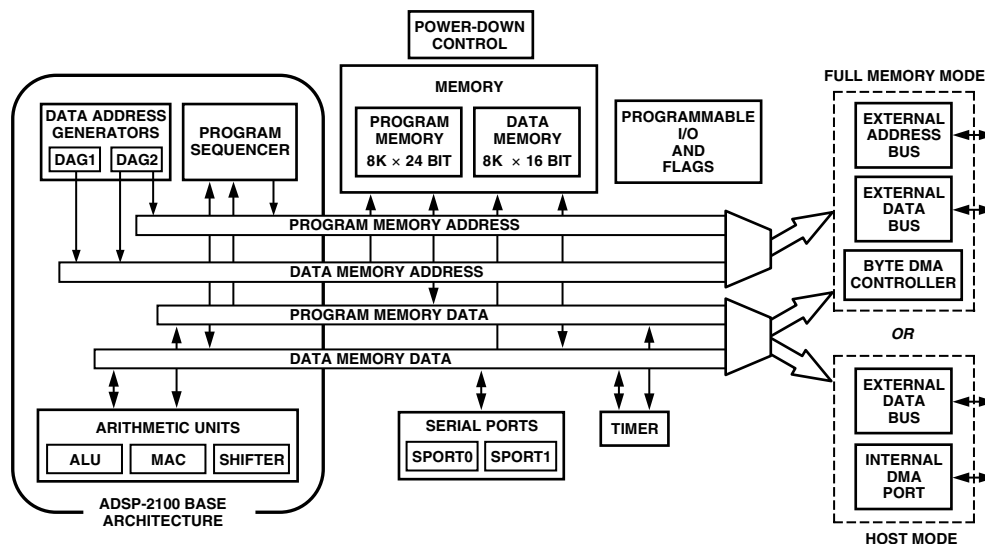 POWER-DOWN
CONTROL
FULL MEMORY MODE
MEMORY
PROGRAM
MEMORY
8K × 24 BIT
DATA
MEMORY
8K × 16 BIT
PROGRAMMABLE
I/O
AND
FLAGS
DATA ADDRESS
GENERATORS
DAG1
DAG2
PROGRAM
SEQUENCER
EXTERNAL
ADDRESS
BUS
EXTERNAL
DATA
BUS
BYTE DMA
CONTROLLER
PROGRAM MEMORY ADDRESS
DATA MEMORY ADDRESS
PROGRAM MEMORY DATA
DATA MEMORY DATA
OR
ARITHMETIC UNITS
ALU
MAC
SHIFTER
SERIAL PORTS
SPORT0
SPORT1
TIMER
EXTERNAL
DATA
BUS
INTERNAL
DMA
PORT
ADSP-2100 BASE
ARCHITECTURE
HOST MODE